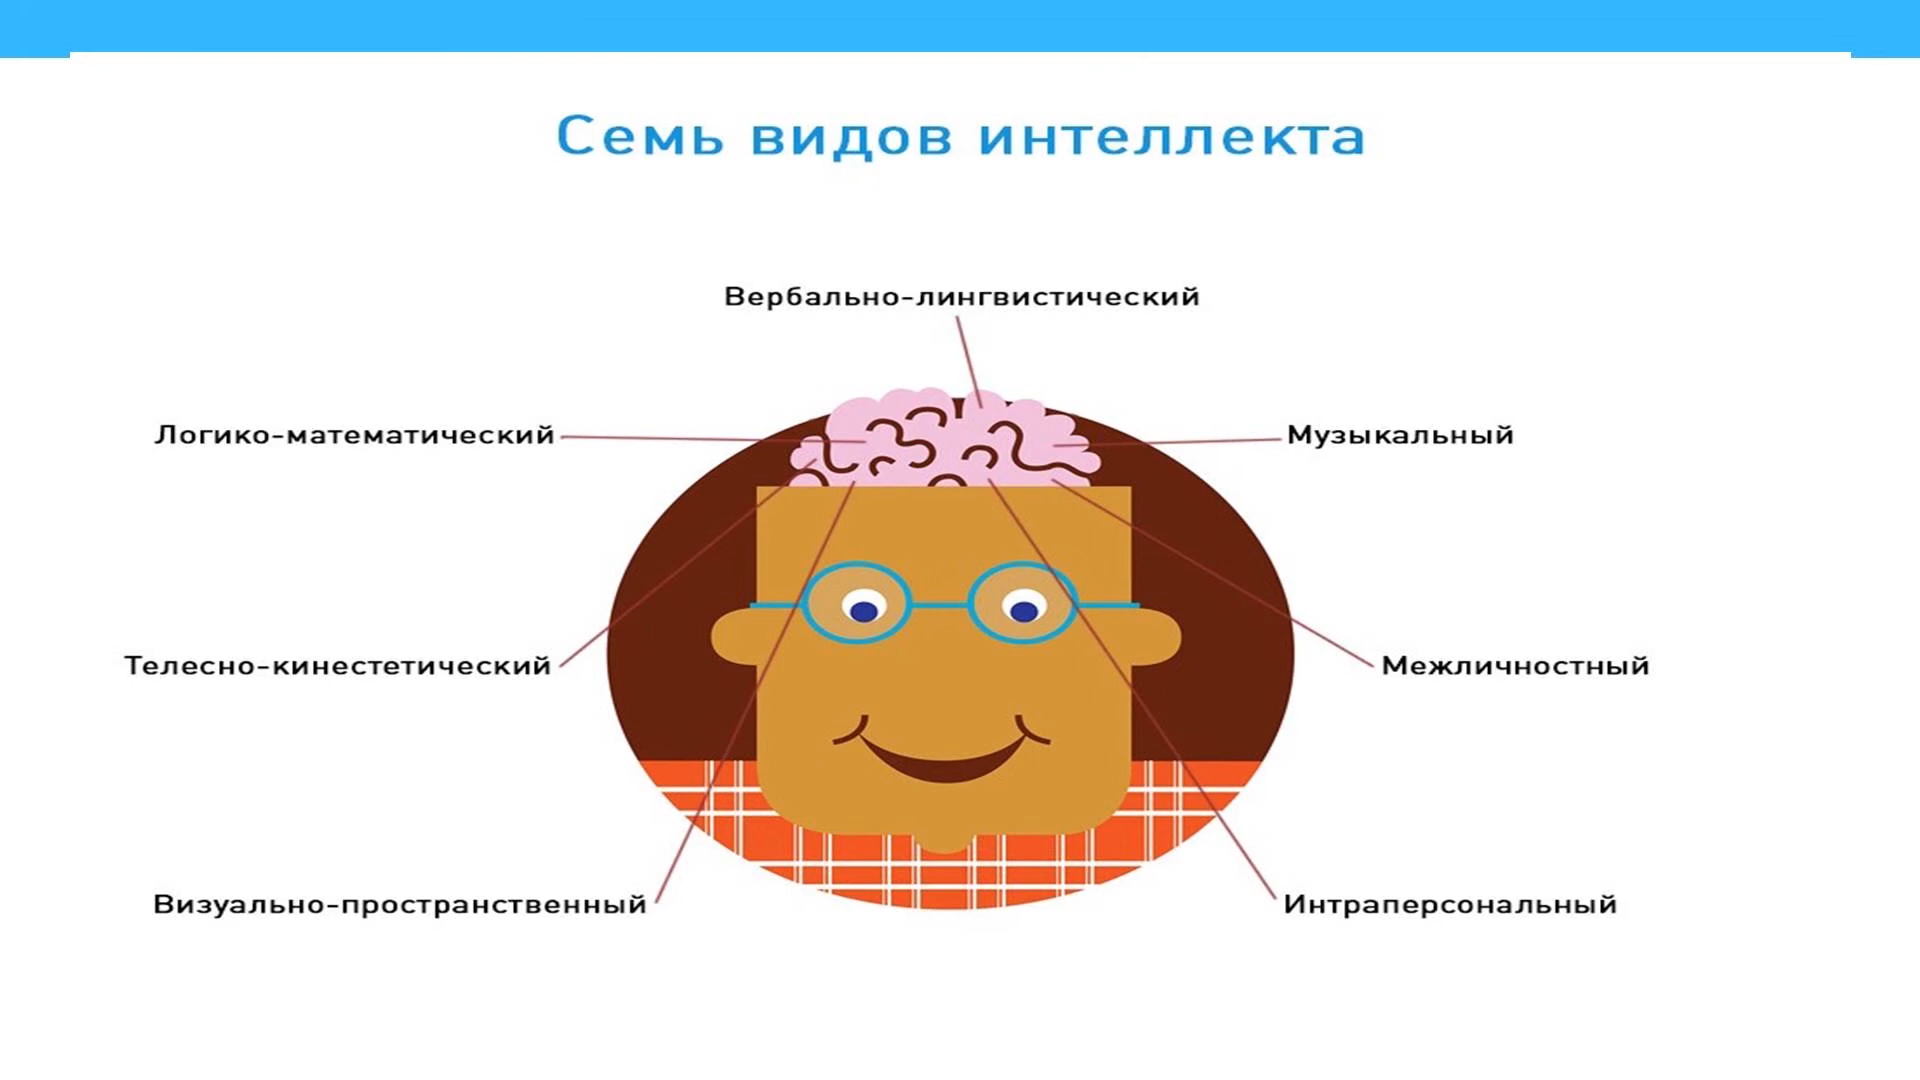 Семь видов интеллекта
Вербально-лингвистический
Логико-математический
Музыкальный
Телесно-кинестетический
Межличностный
Визуально-пространственный
Интраперсональный